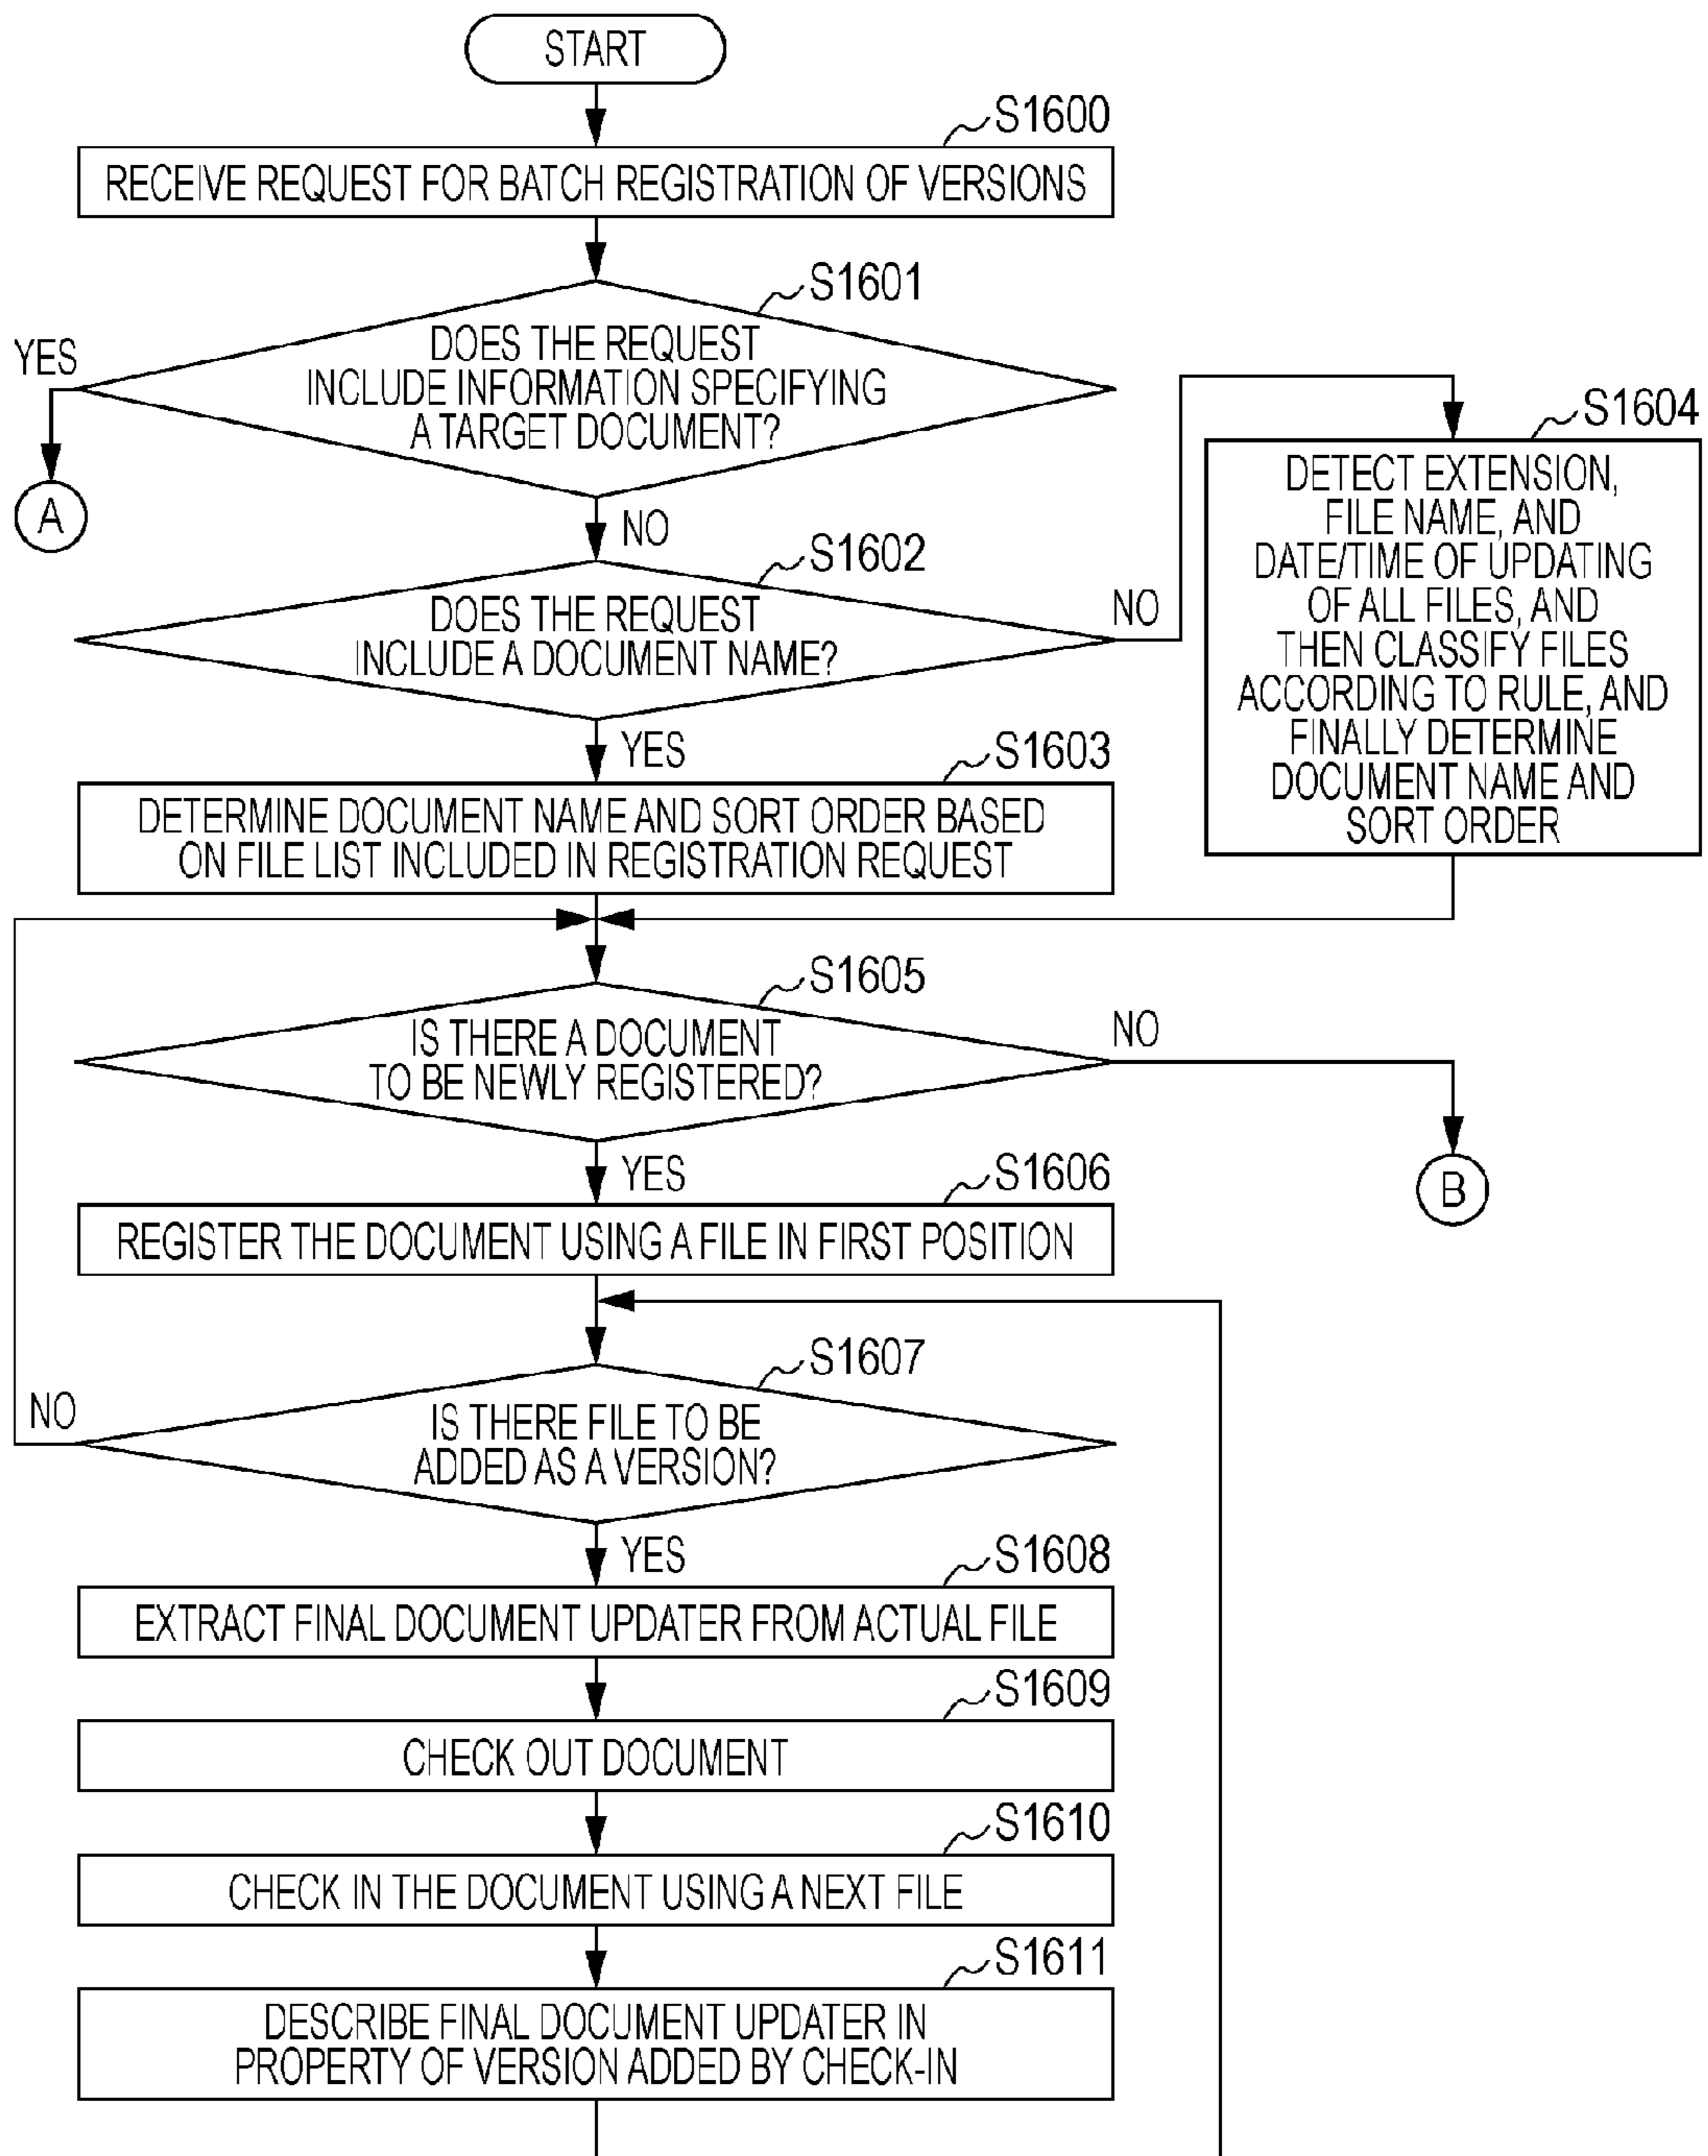 START
S1600
RECEIVE REQUEST FOR BATCH REGISTRATION OF VERSIONS
S1601
DOES THE REQUEST
INCLUDE INFORMATION SPECIFYING
A TARGET DOCUMENT?
YES
A
NO
S1602
DOES THE REQUEST
INCLUDE A DOCUMENT NAME?
NO
S1604
DETECT EXTENSION,
FILE NAME, AND
DATE/TIME OF UPDATING
OF ALL FILES, AND
THEN CLASSIFY FILES
ACCORDING TO RULE, AND
FINALLY DETERMINE
DOCUMENT NAME AND
SORT ORDER
YES
S1603
DETERMINE DOCUMENT NAME AND SORT ORDER BASED
ON FILE LIST INCLUDED IN REGISTRATION REQUEST
S1605
IS THERE A DOCUMENT
TO BE NEWLY REGISTERED?
NO
B
YES
S1606
REGISTER THE DOCUMENT USING A FILE IN FIRST POSITION
S1607
IS THERE FILE TO BE
ADDED AS A VERSION?
NO
YES
S1608
EXTRACT FINAL DOCUMENT UPDATER FROM ACTUAL FILE
S1609
CHECK OUT DOCUMENT
S1610
CHECK IN THE DOCUMENT USING A NEXT FILE
S1611
DESCRIBE FINAL DOCUMENT UPDATER IN
PROPERTY OF VERSION ADDED BY CHECK-IN